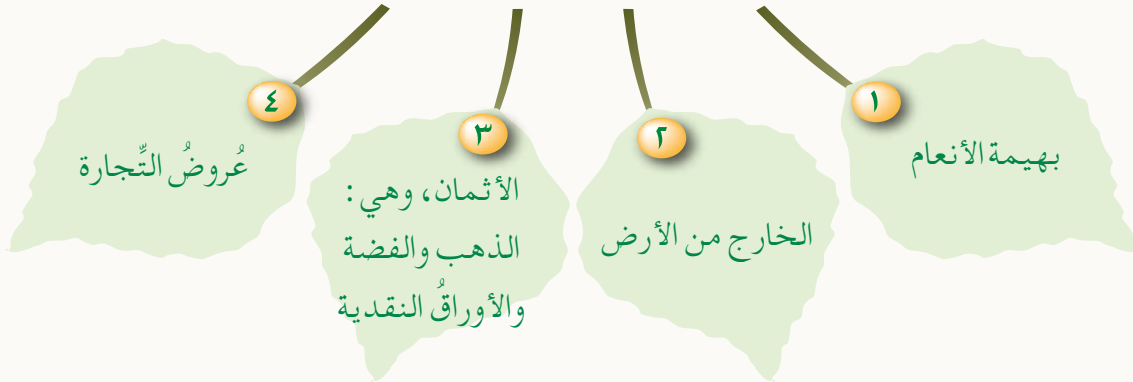 ١
بهيمة الأنعام
٢
الخارج من الأرض
٣
الأثمان، وهي:
الذهب والفضة
والأوراقُ النقدية
٤
عُروضُ التِّجارة